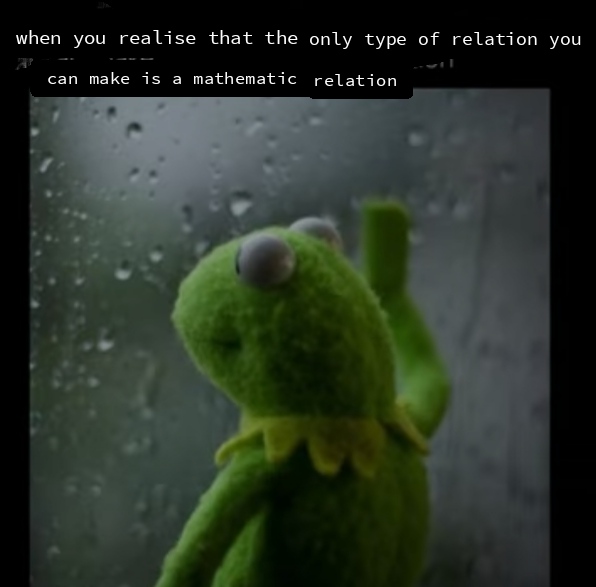 when you realise that the only type of relation you
can make is a mathematic relation